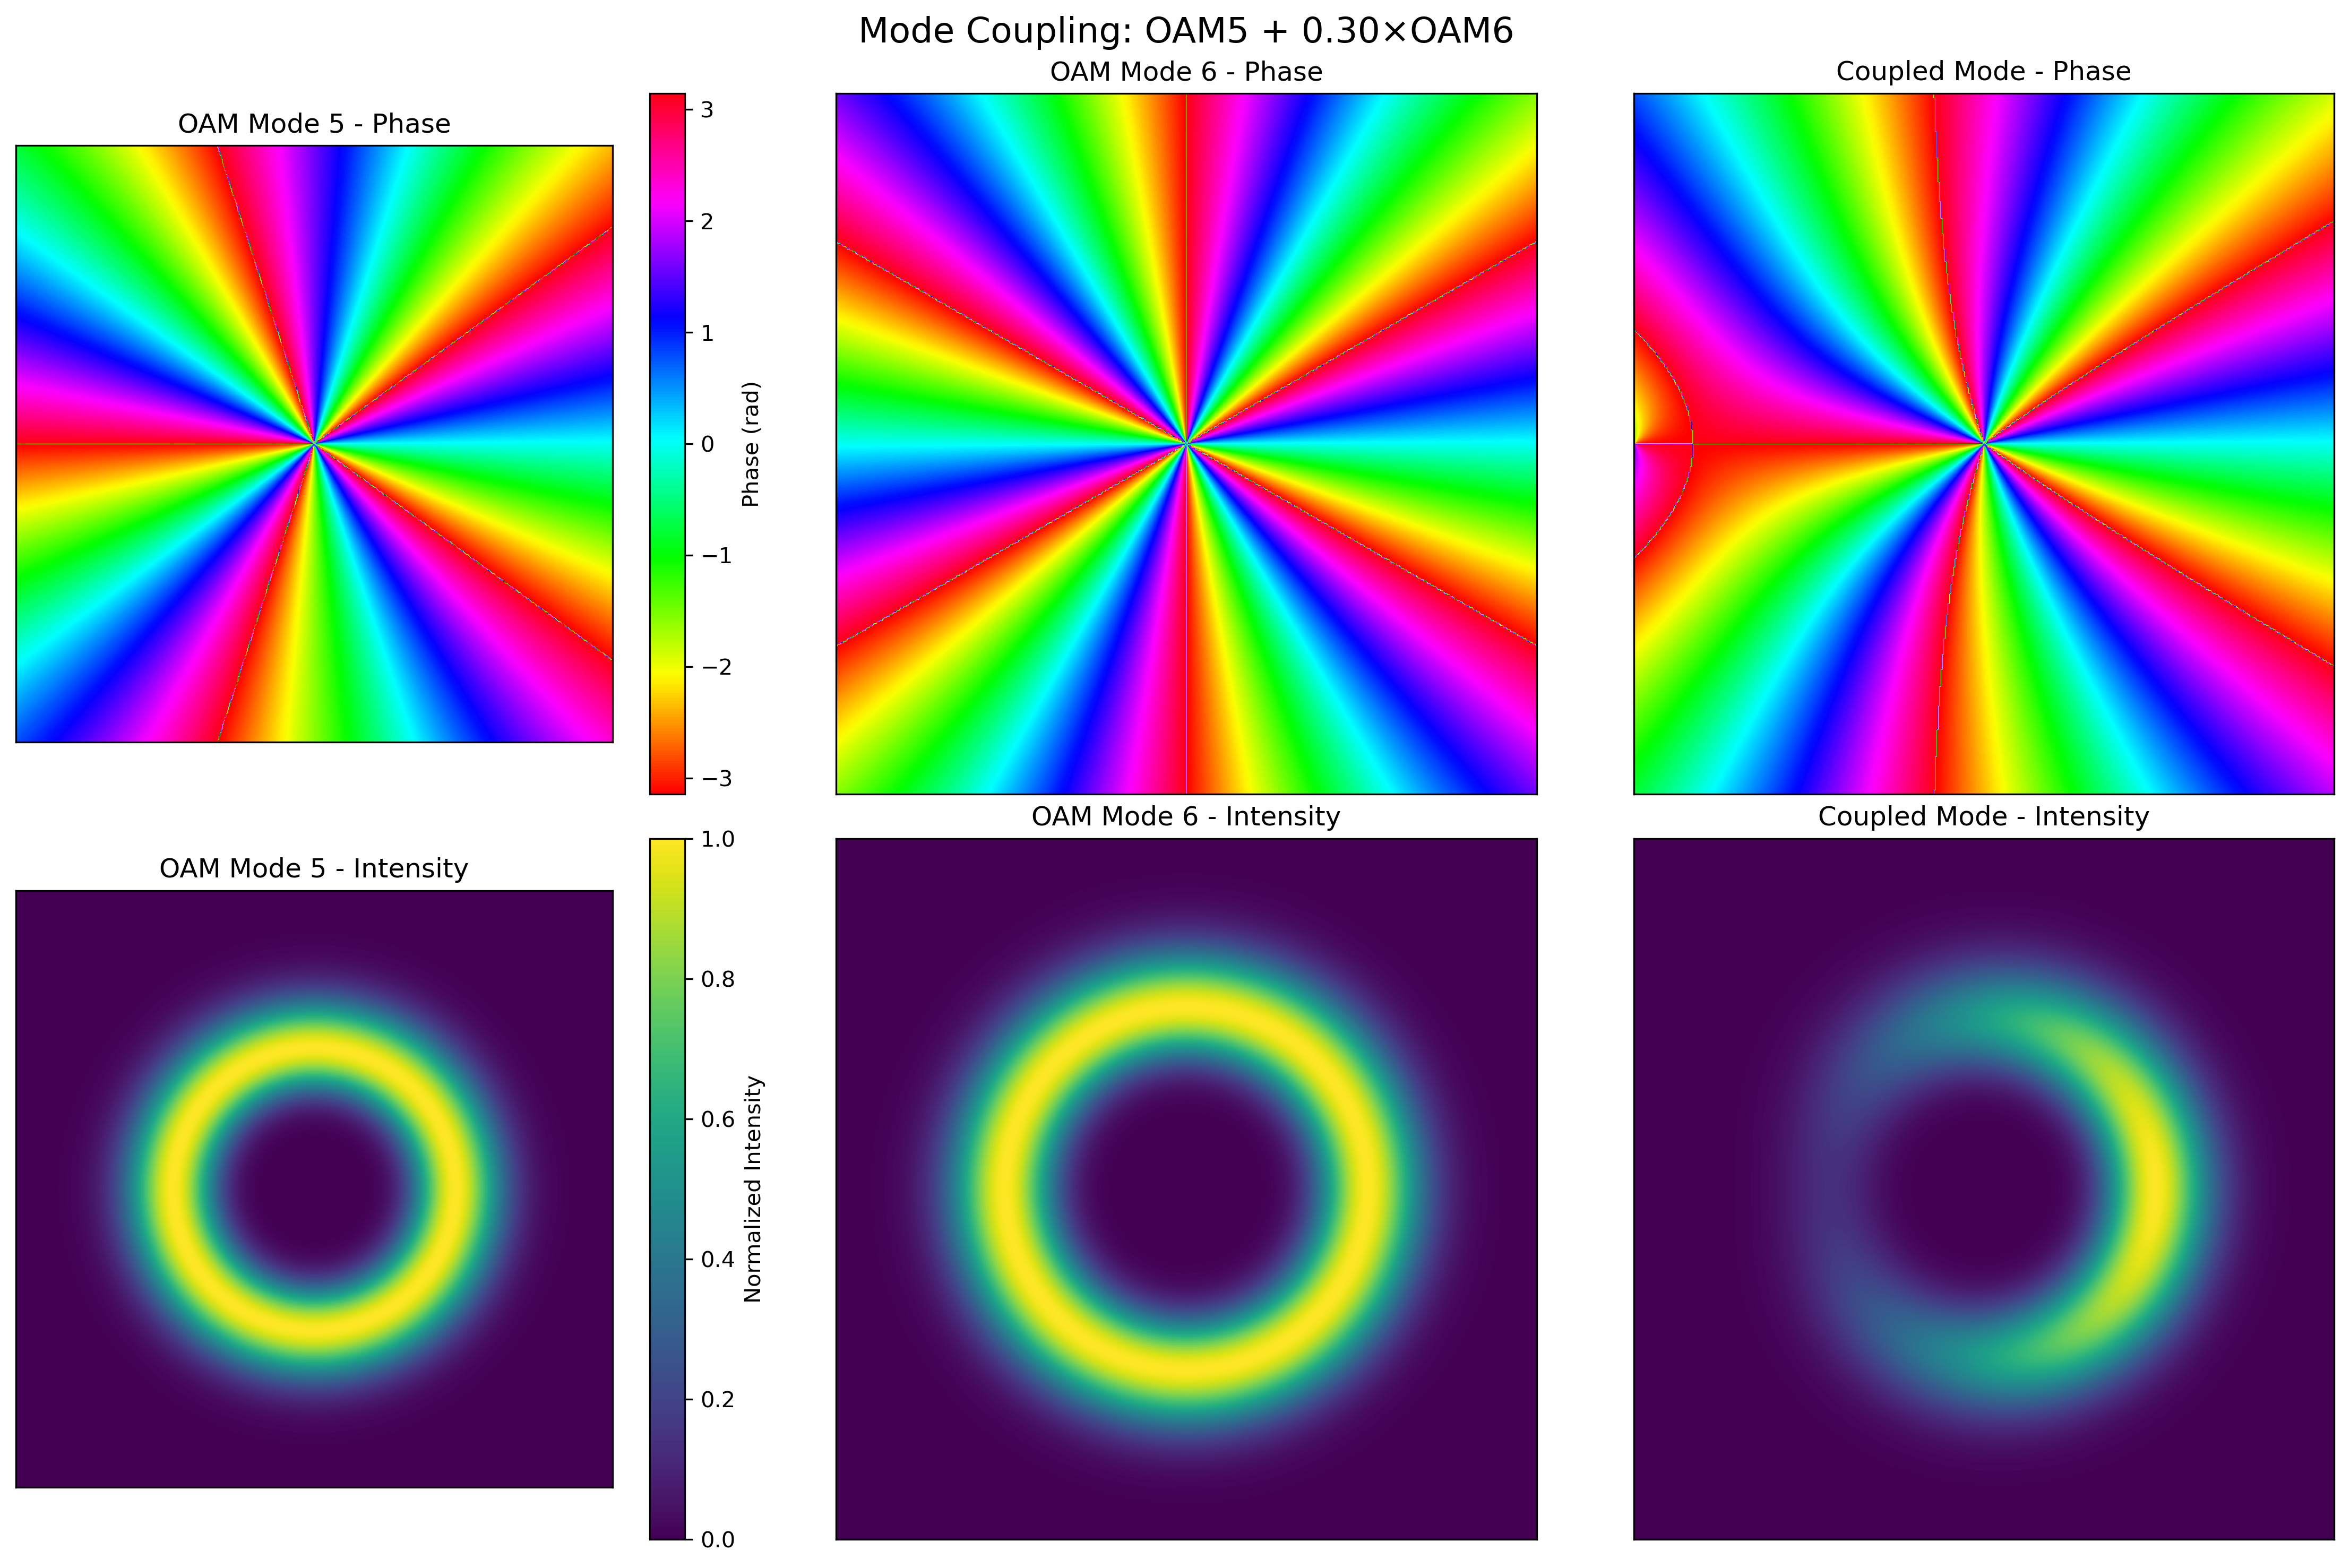 Mode Coupling: OAM5 + 0.30×OAM6
OAM Mode 5 - Phase
3
2
1
0
−1
−2
−3
Phase (rad)
OAM Mode 6 - Phase
Coupled Mode - Phase
OAM Mode 5 - Intensity
1.0
0.8
0.6
0.4
0.2
0.0
Normalized Intensity
OAM Mode 6 - Intensity
Coupled Mode - Intensity